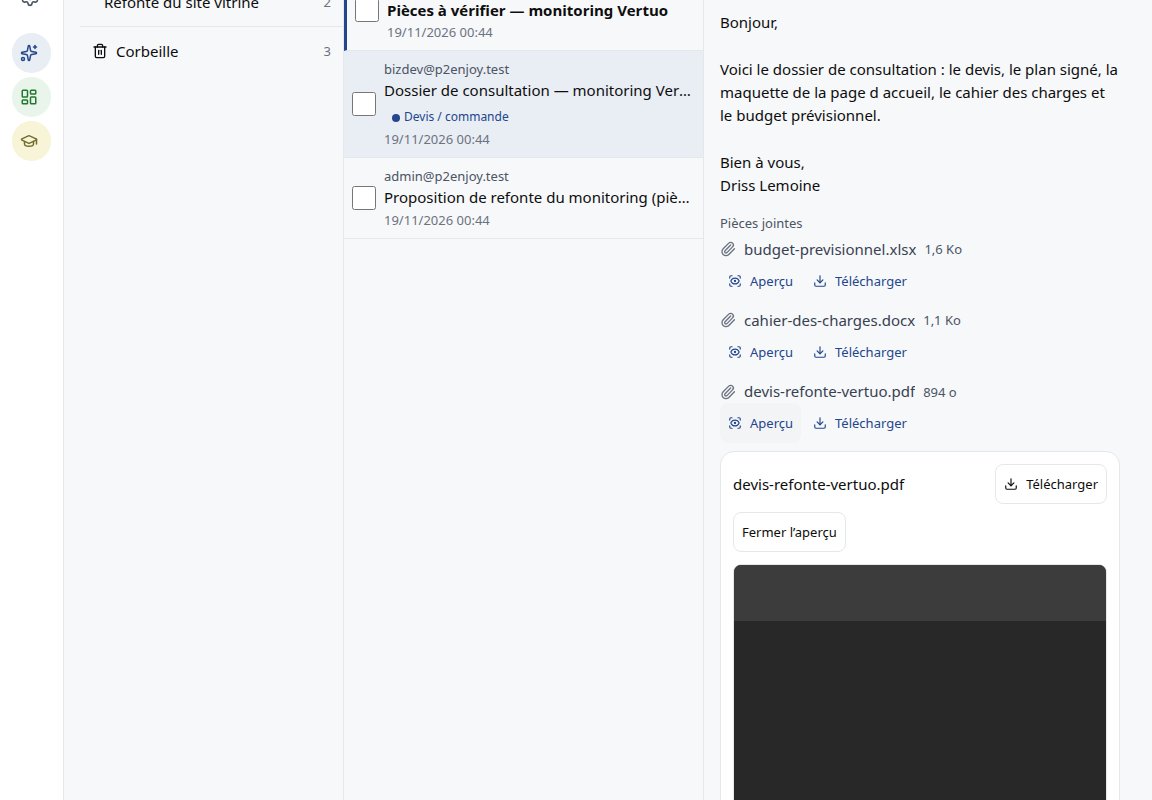 Refonte du site vitrine 2
Corbeille 3
Pièces à vérifier — monitoring Vertuo
19/11/2026 00:44
bizdev@p2enjoy.test
Dossier de consultation — monitoring Ver...
Devis / commande
19/11/2026 00:44
admin@p2enjoy.test
Proposition de refonte du monitoring (piè...
19/11/2026 00:44
Bonjour,
Voici le dossier de consultation : le devis, le plan signé, la
maquette de la page d accueil, le cahier des charges et
le budget prévisionnel.
Bien à vous,
Driss Lemoine
Pièces jointes
budget-previsionnel.xlsx 1,6 Ko
Aperçu Télécharger
cahier-des-charges.docx 1,1 Ko
Aperçu Télécharger
devis-refonte-vertuo.pdf 894 o
Aperçu Télécharger
devis-refonte-vertuo.pdf Télécharger
Fermer l’aperçu